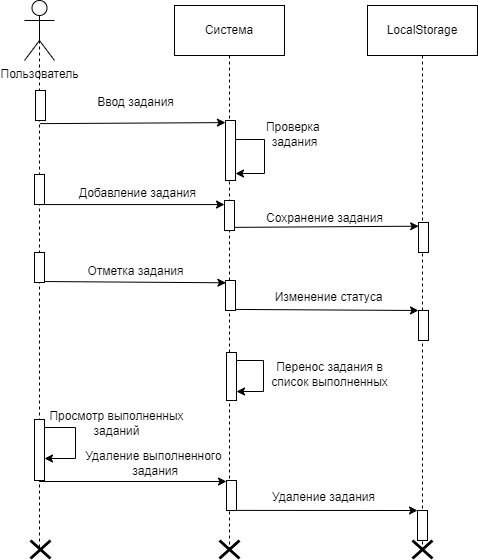 Система
LocalStorage
Пользователь
Ввод задания
Проверка
задания
Добавление задания
Сохранение задания
Отметка задания
Изменение статуса
Перенос задания в
список выполненных
Просмотр выполненных
заданий
Удаление выполненного
задания
Удаление задания